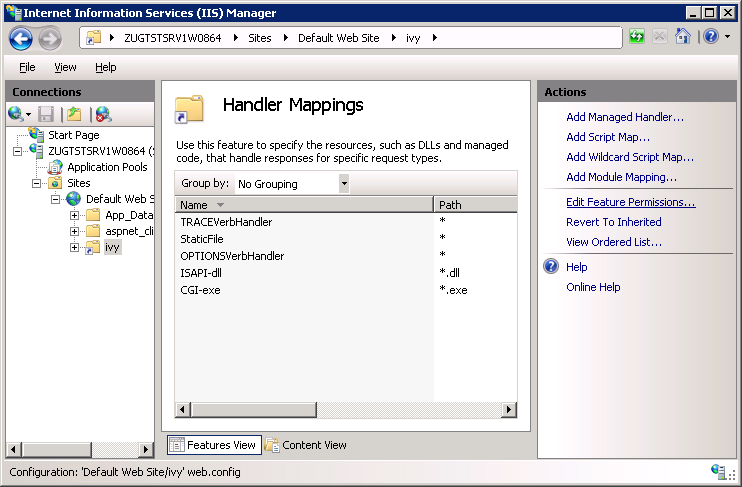 Internet Information Services (IIS) Manager
ZUGTSTSRV1W0864 Sites Default Web Site ivy
File View Help
Connections
Start Page
ZUGTSTSRV1W0864 (S
Application Pools
Sites
Default Web S
App_Data
aspnet_cli
ivy
Handler Mappings
Use this feature to specify the resources, such as DLLs and managed
code, that handle responses for specific request types.
Group by: No Grouping
Name Path
TRACEVerbHandler *
StaticFile *
OPTIONSVerbHandler *
ISAPI-dll *.dll
CGI-exe *.exe
Features View Content View
Actions
Add Managed Handler...
Add Script Map...
Add Wildcard Script Map...
Add Module Mapping...
Edit Feature Permissions...
Revert To Inherited
View Ordered List...
Help
Online Help
Configuration: 'Default Web Site/ivy' web.config